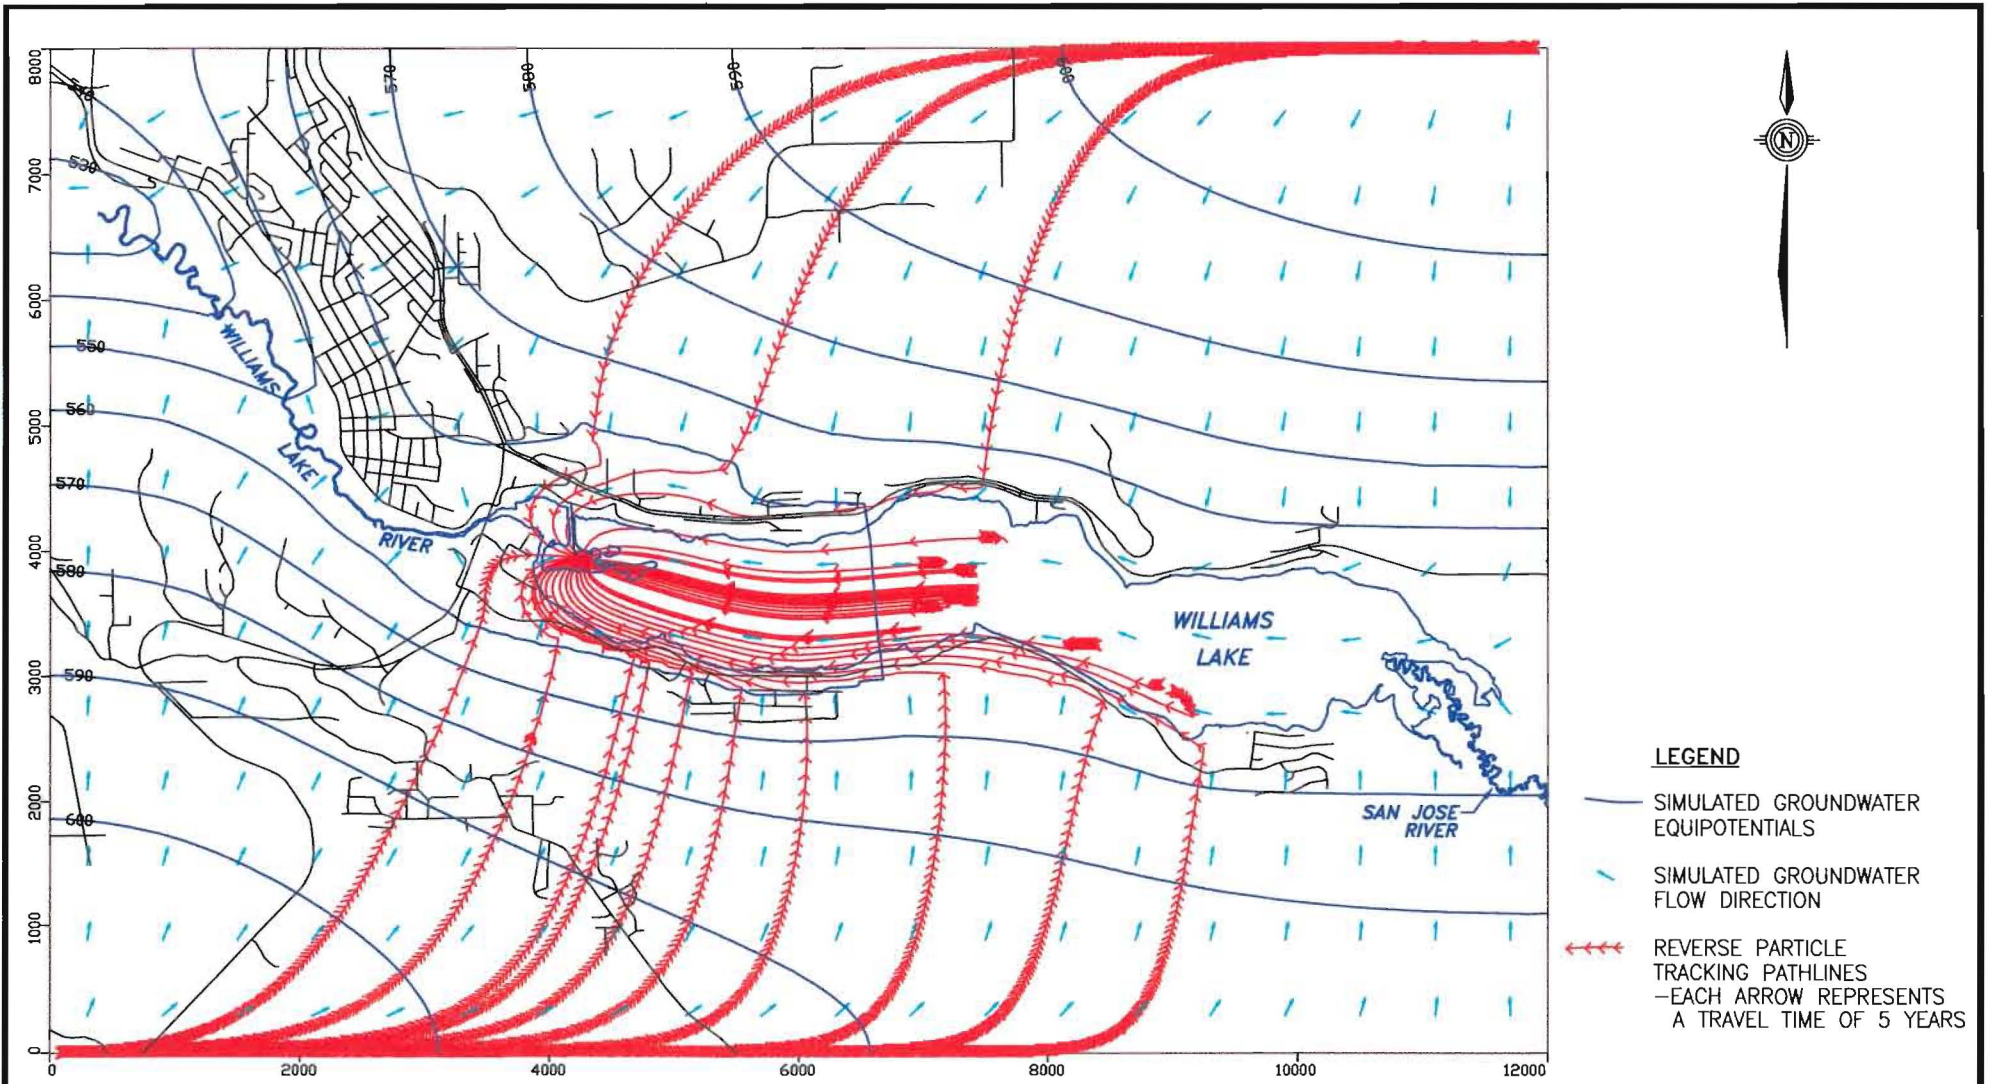 570
580
590
600
530
550
560
570
580
590
600
8000
7000
6000
5000
4000
3000
2000
1000
0
0
2000
4000
6000
8000
10000
12000
WILLIAMS
LAKE
RIVER
WILLIAMS
LAKE
SAN JOSE
RIVER
N
LEGEND
SIMULATED GROUNDWATER
EQUIPOTENTIALS
SIMULATED GROUNDWATER
FLOW DIRECTION
REVERSE PARTICLE
TRACKING PATHLINES
–EACH ARROW REPRESENTS
A TRAVEL TIME OF 5 YEARS